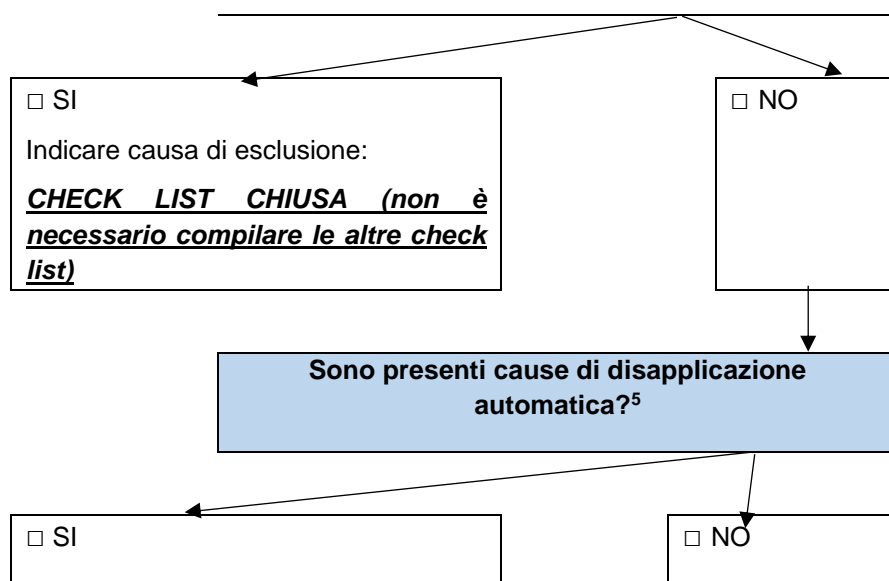 □ SI
Indicare causa di esclusione:
CHECK LIST CHIUSA (non è
necessario compilare le altre check
list)
□ NO
Sono presenti cause di disapplicazione
automatica?⁵
□ SI
□ NO